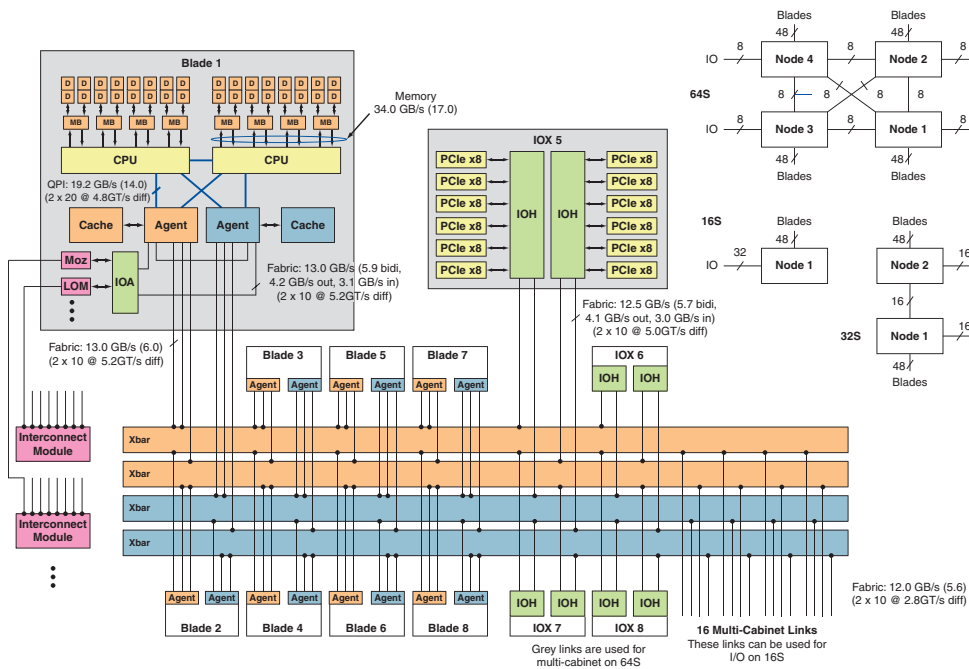 Blade 1
D D D D D D D D D D D D D D D D
D D D D D D D D D D D D D D D D
MB MB MB MB MB MB MB MB
Memory
34.0 GB/s (17.0)
CPU CPU
QPI: 19.2 GB/s (14.0)
(2 x 20 @ 4.8GT/s diff)
Cache Agent Agent Cache
Moz
LOM
IOA
Fabric: 13.0 GB/s (5.9 bidi,
4.2 GB/s out, 3.1 GB/s in)
(2 x 10 @ 5.2GT/s diff)
Fabric: 13.0 GB/s (6.0)
(2 x 10 @ 5.2GT/s diff)
IOX 5
PCIe x8 PCIe x8
PCIe x8 PCIe x8
PCIe x8 PCIe x8
PCIe x8 PCIe x8
PCIe x8 PCIe x8
PCIe x8 PCIe x8
IOH IOH
Fabric: 12.5 GB/s (5.7 bidi,
4.1 GB/s out, 3.0 GB/s in)
(2 x 10 @ 5.0GT/s diff)
Blades Blades
48 48
IO 8 Node 4 8 Node 2 8
64S 8 8 8 8
IO 8 Node 3 8 Node 1 8
48 48
Blades Blades
16S
Blades
48
IO 32 Node 1
Blades
48
Node 2 16
16
32S Node 1 16
48
Blades
Blade 3 Blade 5 Blade 7
Agent Agent Agent Agent Agent Agent
IOX 6
IOH IOH
Interconnect
Module
Interconnect
Module
Xbar
Xbar
Xbar
Xbar
Agent Agent Agent Agent Agent Agent Agent Agent
Blade 2 Blade 4 Blade 6 Blade 8
IOH IOH IOH IOH
IOX 7 IOX 8
Grey links are used for
multi-cabinet on 64S
16 Multi-Cabinet Links
These links can be used for
I/O on 16S
Fabric: 12.0 GB/s (5.6)
(2 x 10 @ 2.8GT/s diff)